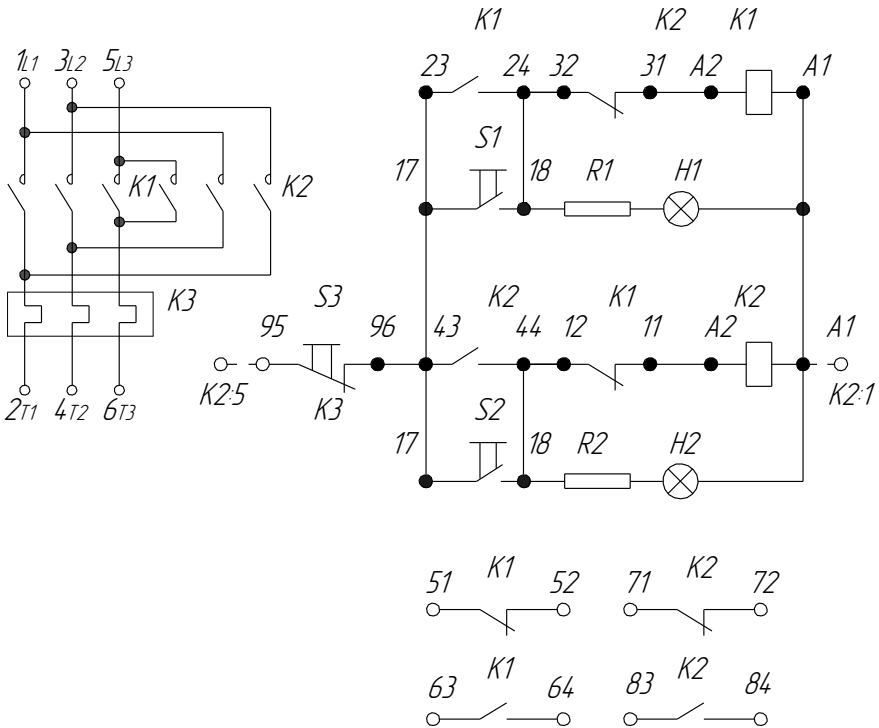 K1 K2 K1
1L1 3L2 5L3
23 24 32 31 A2 A1
S1
17 18 R1 H1
K1 K2
K3 S3 K2 K1 K2
95 96 43 44 12 11 A2 A1
K2:5 K3 K2:1
2T1 4T2 6T3
S2
17 18 R2 H2
51 K1 52 71 K2 72
63 K1 64 83 K2 84